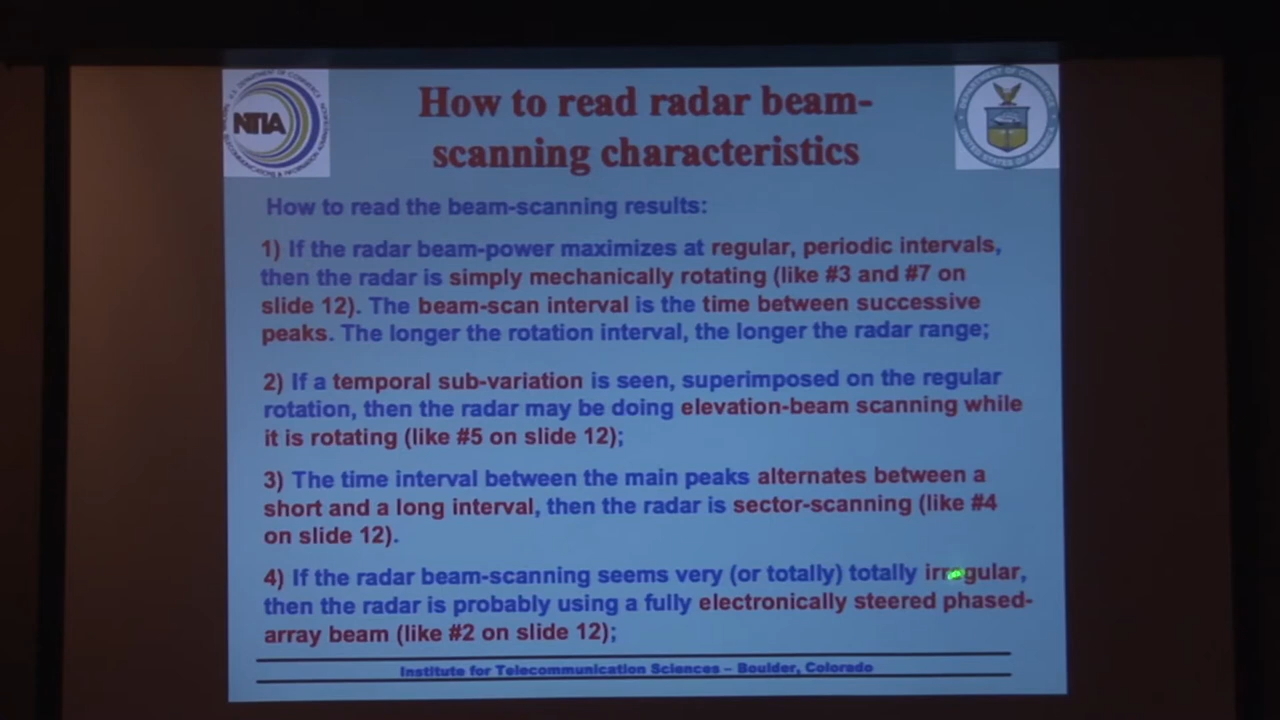 NTIA
How to read radar beam-
scanning characteristics
How to read the beam-scanning results:
1) If the radar beam-power maximizes at regular, periodic intervals,
then the radar is simply mechanically rotating (like #3 and #7 on
slide 12). The beam-scan interval is the time between successive
peaks. The longer the rotation interval, the longer the radar range;
2) If a temporal sub-variation is seen, superimposed on the regular
rotation, then the radar may be doing elevation-beam scanning while
it is rotating (like #5 on slide 12);
3) The time interval between the main peaks alternates between a
short and a long interval, then the radar is sector-scanning (like #4
on slide 12).
4) If the radar beam-scanning seems very (or totally) totally irregular,
then the radar is probably using a fully electronically steered phased-
array beam (like #2 on slide 12);
Institute for Telecommunication Sciences – Boulder, Colorado